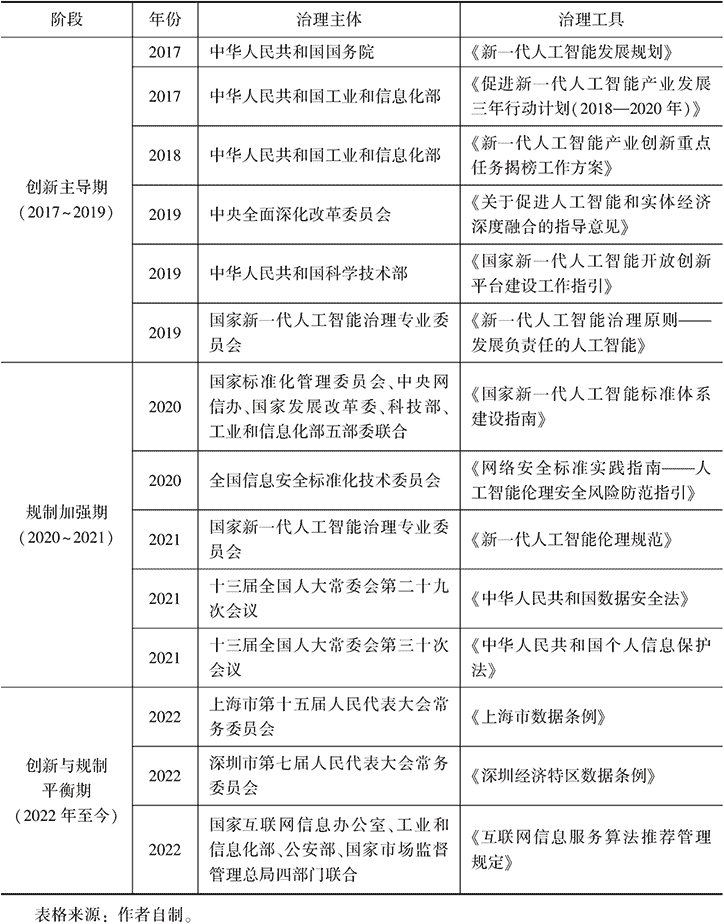 阶段 年份 治理主体 治理工具
创新主导期
(2017~2019)
2017 中华人民共和国国务院 《新一代人工智能发展规划》
2017 中华人民共和国工业和信息化部 《促进新一代人工智能产业发展
三年行动计划(2018—2020 年)》
2018 中华人民共和国工业和信息化部 《新一代人工智能产业创新重点
任务揭榜工作方案》
2019 中央全面深化改革委员会 《关于促进人工智能和实体经济
深度融合的指导意见》
2019 中华人民共和国科学技术部 《国家新一代人工智能开放创新
平台建设工作指引》
2019 国家新一代人工智能治理专业委
员会
《新一代人工智能治理原则——
发展负责任的人工智能》
规制加强期
(2020~2021)
2020 国家标准化管理委员会、中央网
信办、国家发展改革委、科技部、
工业和信息化部五部委联合
《国家新一代人工智能标准体系
建设指南》
2020 全国信息安全标准化技术委员会 《网络安全标准实践指南——人
工智能伦理安全风险防范指引》
2021 国家新一代人工智能治理专业委
员会
《新一代人工智能伦理规范》
2021 十三届全国人大常委会第二十九
次会议
《中华人民共和国数据安全法》
2021 十三届全国人大常委会第三十次
会议
《中华人民共和国个人信息保护
法》
创新与规制
平衡期
(2022 年至今)
2022 上海市第十五届人民代表大会常
务委员会
《上海市数据条例》
2022 深圳市第七届人民代表大会常务
委员会
《深圳经济特区数据条例》
2022 国家互联网信息办公室、工业和
信息化部、公安部、国家市场监督
管理总局四部门联合
《互联网信息服务算法推荐管理
规定》
表格来源：作者自制。